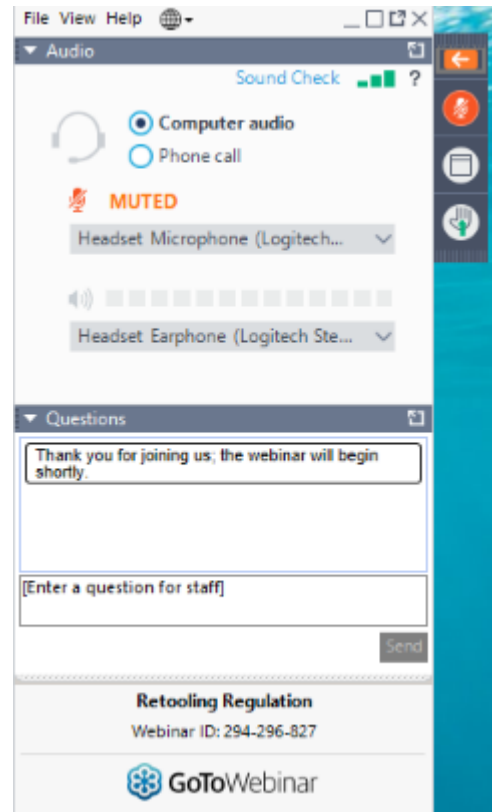 File View Help
Audio
Sound Check ?
Computer audio
Phone call
MUTED
Headset Microphone (Logitech...
Headset Earphone (Logitech Ste...
Questions
Thank you for joining us; the webinar will begin
shortly.
[Enter a question for staff]
Send
Retooling Regulation
Webinar ID: 294-296-827
GoToWebinar